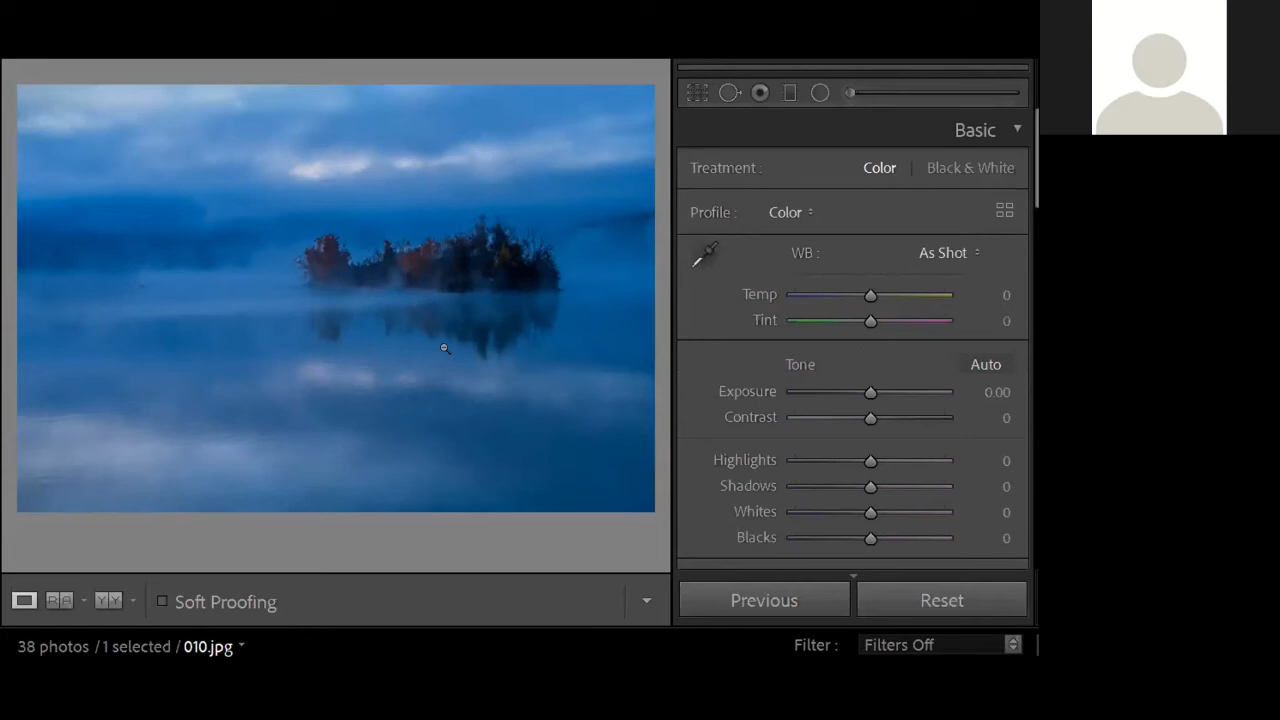 Basic
Treatment : Color | Black & White
Profile : Color
WB : As Shot
Temp 0
Tint 0
Tone Auto
Exposure 0.00
Contrast 0
Highlights 0
Shadows 0
Whites 0
Blacks 0
R A Y Y Soft Proofing
Previous Reset
38 photos / 1 selected / 010.jpg Filter : Filters Off